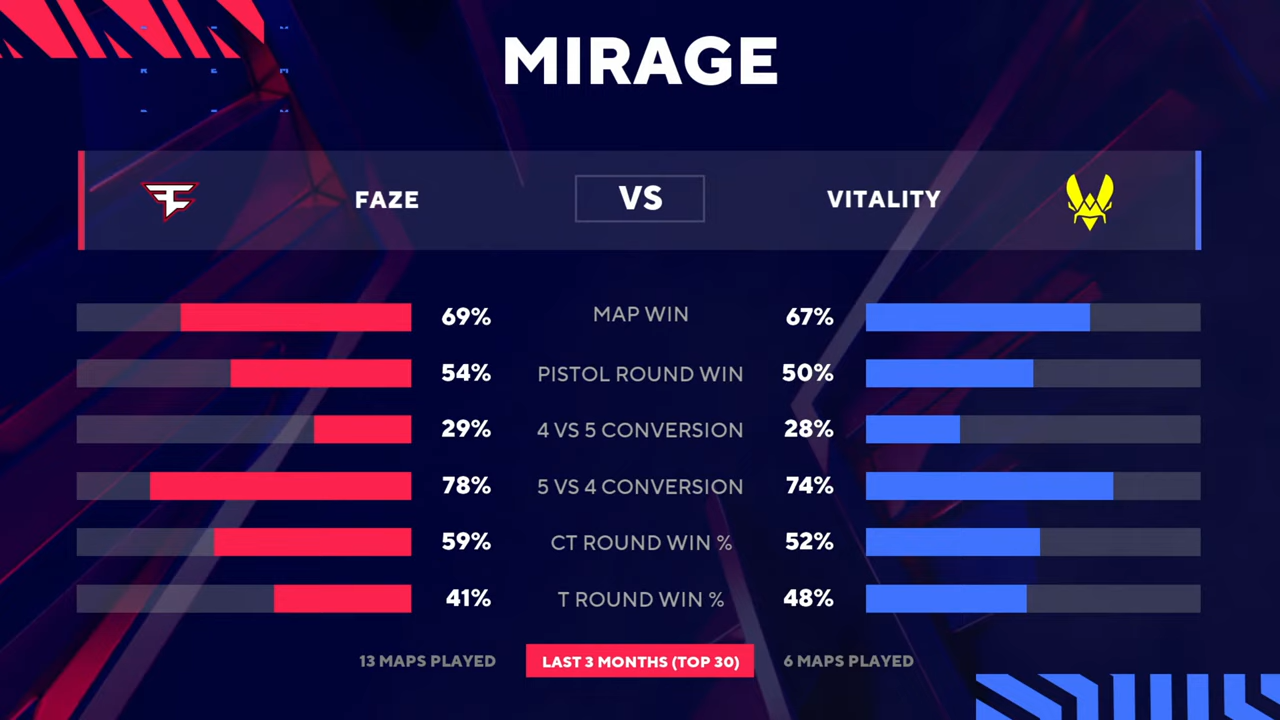 MIRAGE
FAZE VS VITALITY
69% MAP WIN 67%
54% PISTOL ROUND WIN 50%
29% 4 VS 5 CONVERSION 28%
78% 5 VS 4 CONVERSION 74%
59% CT ROUND WIN % 52%
41% T ROUND WIN % 48%
13 MAPS PLAYED LAST 3 MONTHS (TOP 30) 6 MAPS PLAYED